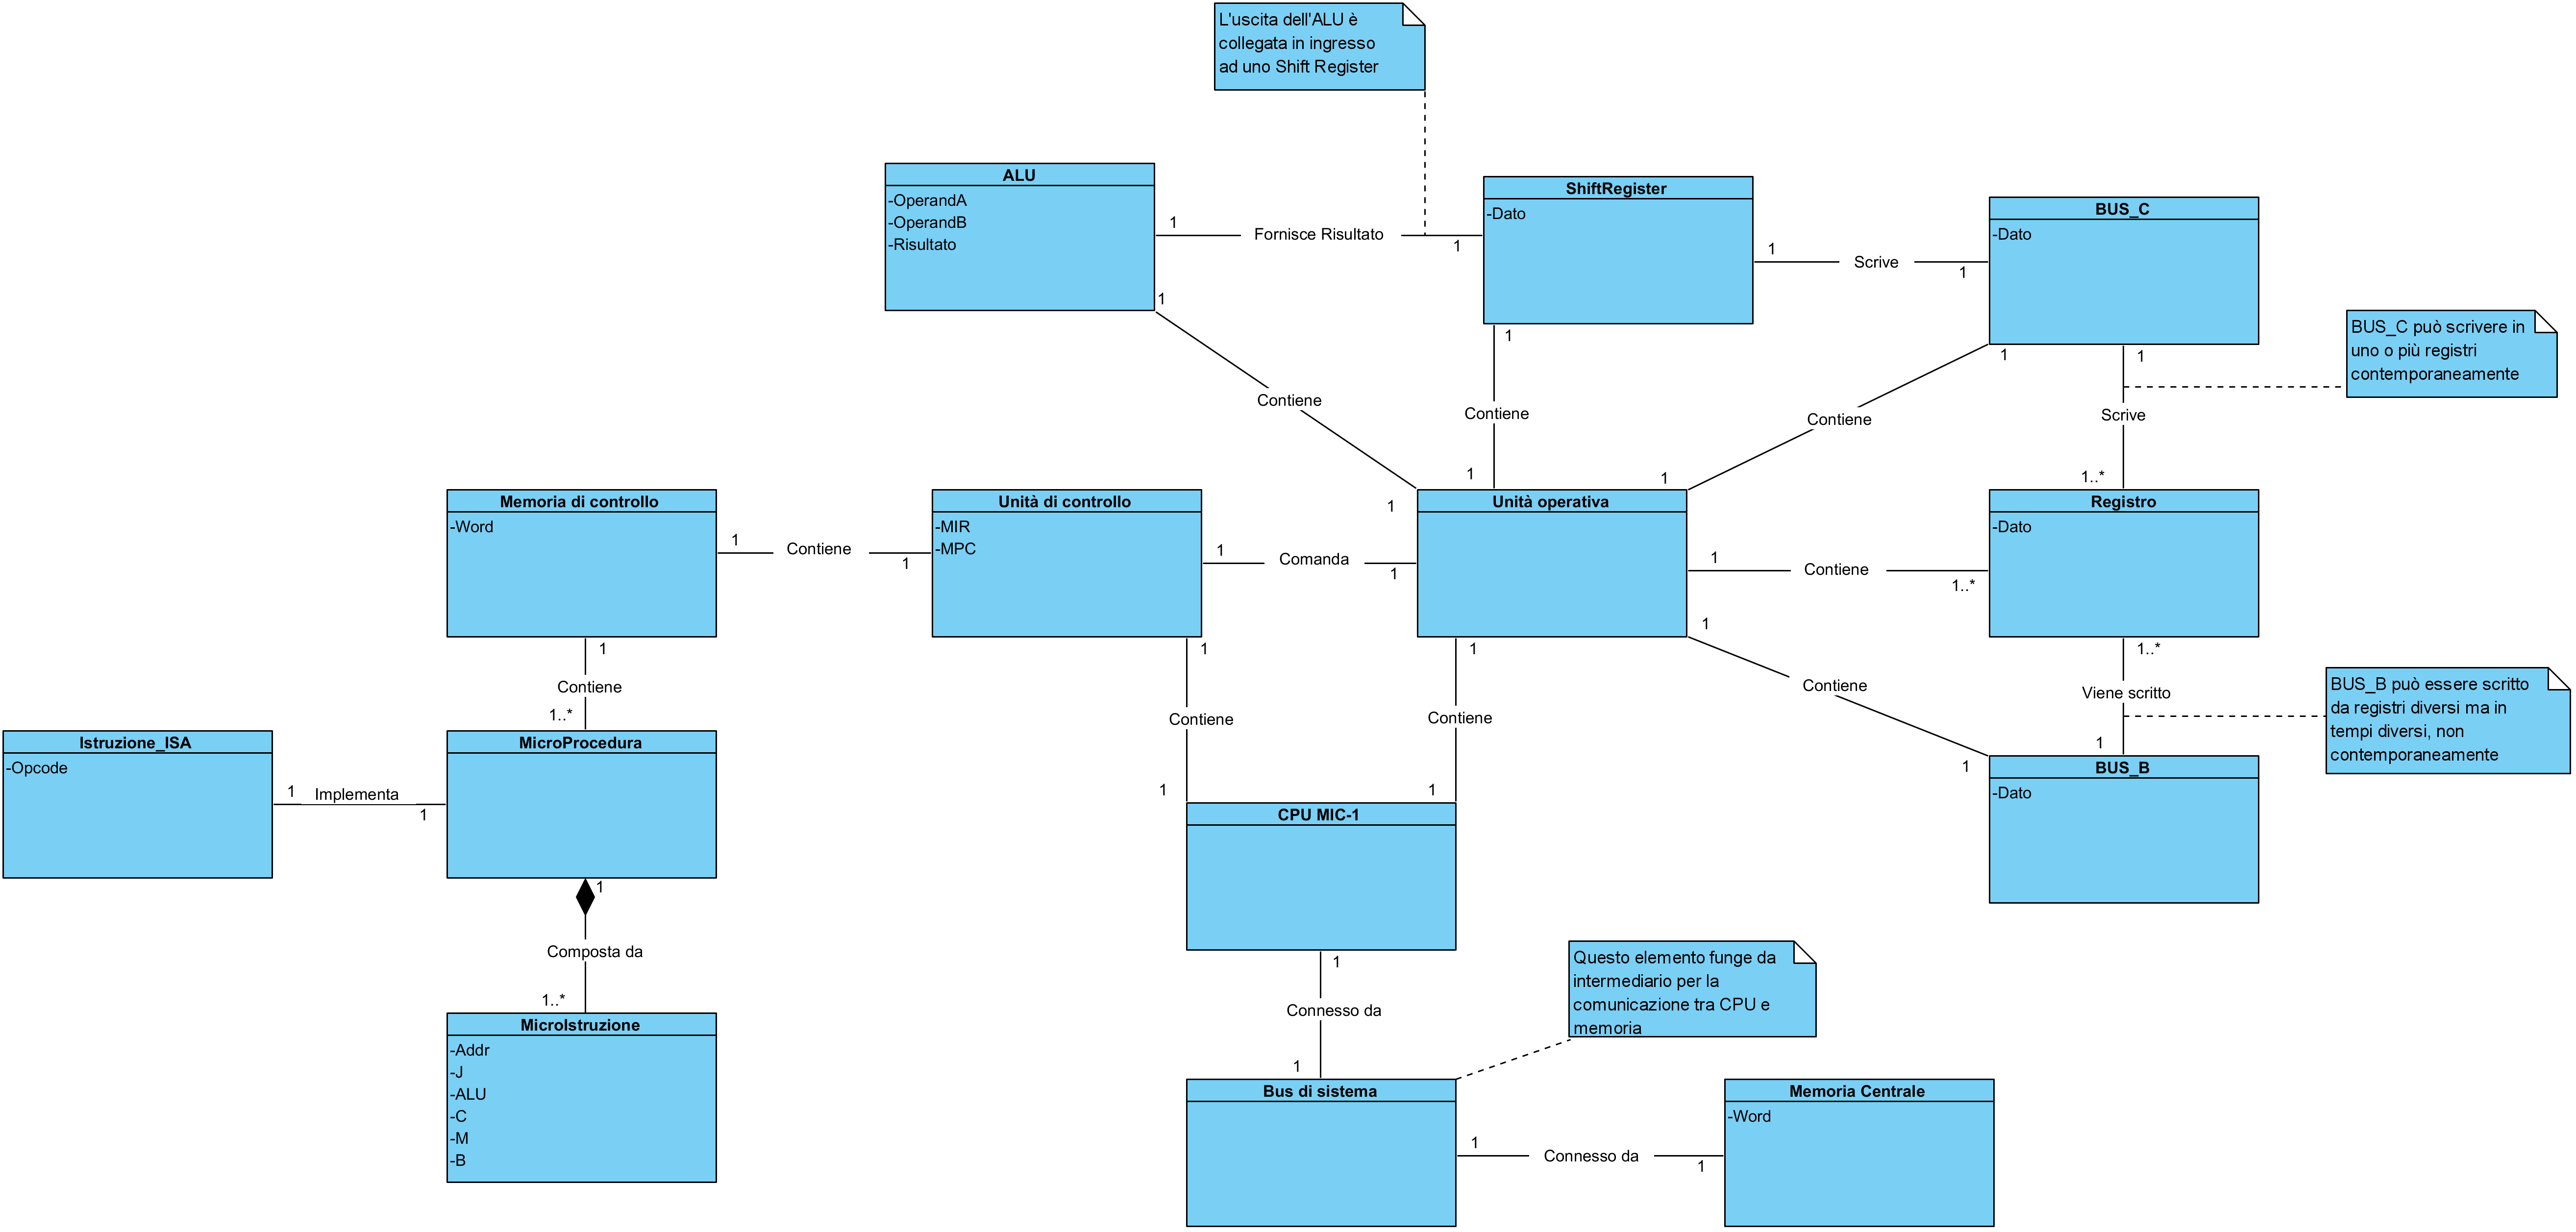 L'uscita dell'ALU è
collegata in ingresso
ad uno Shift Register
ALU
-OperandA
-OperandB
-Risultato
1
Fornisce Risultato
1
ShiftRegister
-Dato
1
Scrive
1
BUS_C
-Dato
BUS_C può scrivere in
uno o più registri
contemporaneamente
1
Contiene
1
1
Contiene
1
1
Contiene
1
1
Scrive
1..*
Memoria di controllo
-Word
1
Contiene
1
Unità di controllo
-MIR
-MPC
1
Comanda
1
Unità operativa
1
Contiene
1..*
Registro
-Dato
1
Contiene
1..*
1
Contiene
1
1
Contiene
1
1
Contiene
1
1..*
Viene scritto
1
BUS_B può essere scritto
da registri diversi ma in
tempi diversi, non
contemporaneamente
Istruzione_ISA
-Opcode
1
Implementa
1
MicroProcedura
CPU MIC-1
BUS_B
-Dato
1
Composta da
1..*
1
Connesso da
1
Questo elemento funge da
intermediario per la
comunicazione tra CPU e
memoria
MicroIstruzione
-Addr
-J
-ALU
-C
-M
-B
Bus di sistema
1
Connesso da
1
Memoria Centrale
-Word